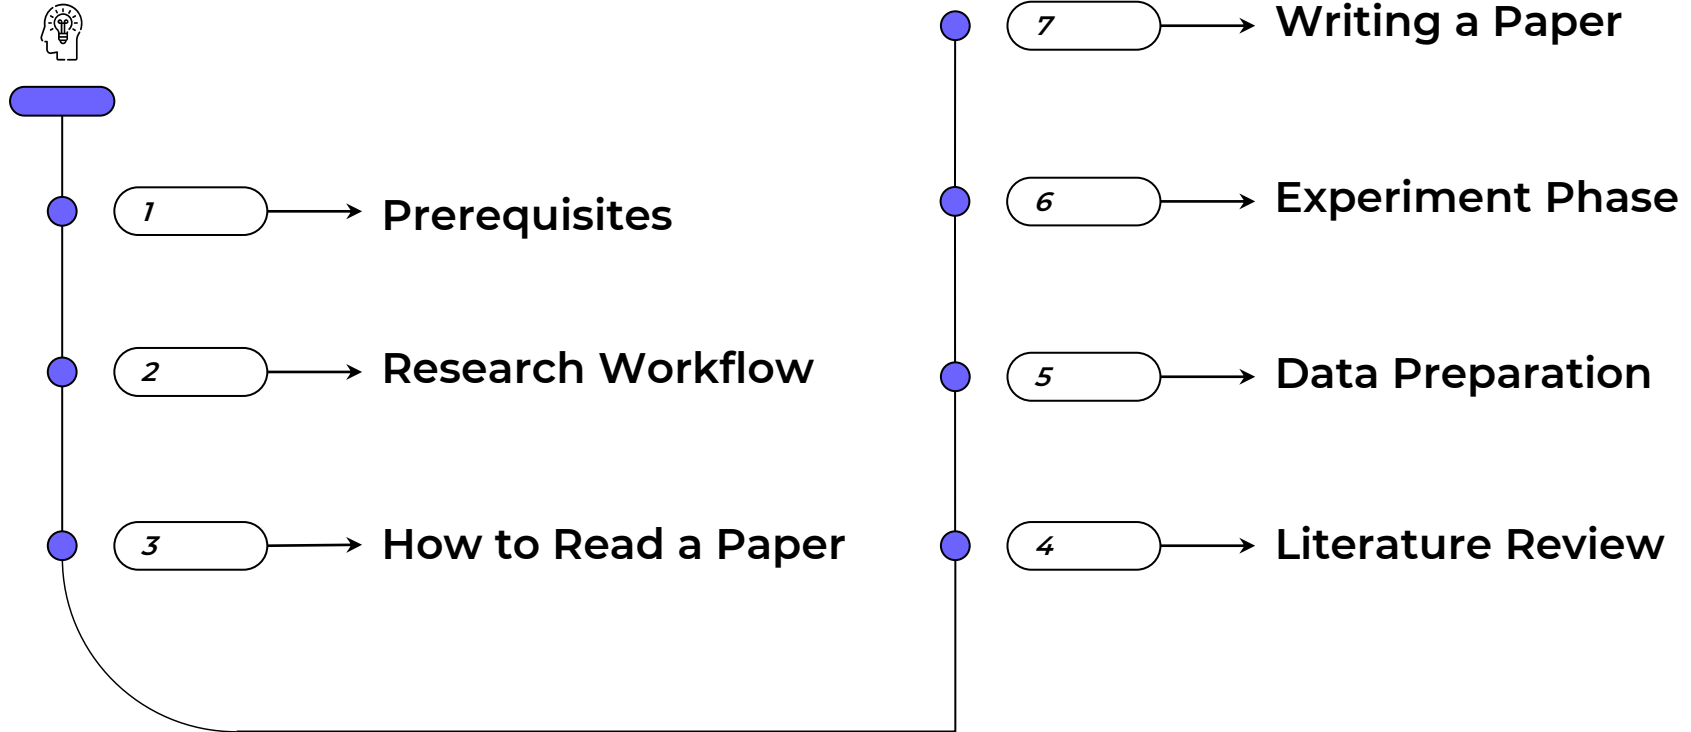 1 Prerequisites
2 Research Workflow
3 How to Read a Paper
4 Literature Review
5 Data Preparation
6 Experiment Phase
7 Writing a Paper